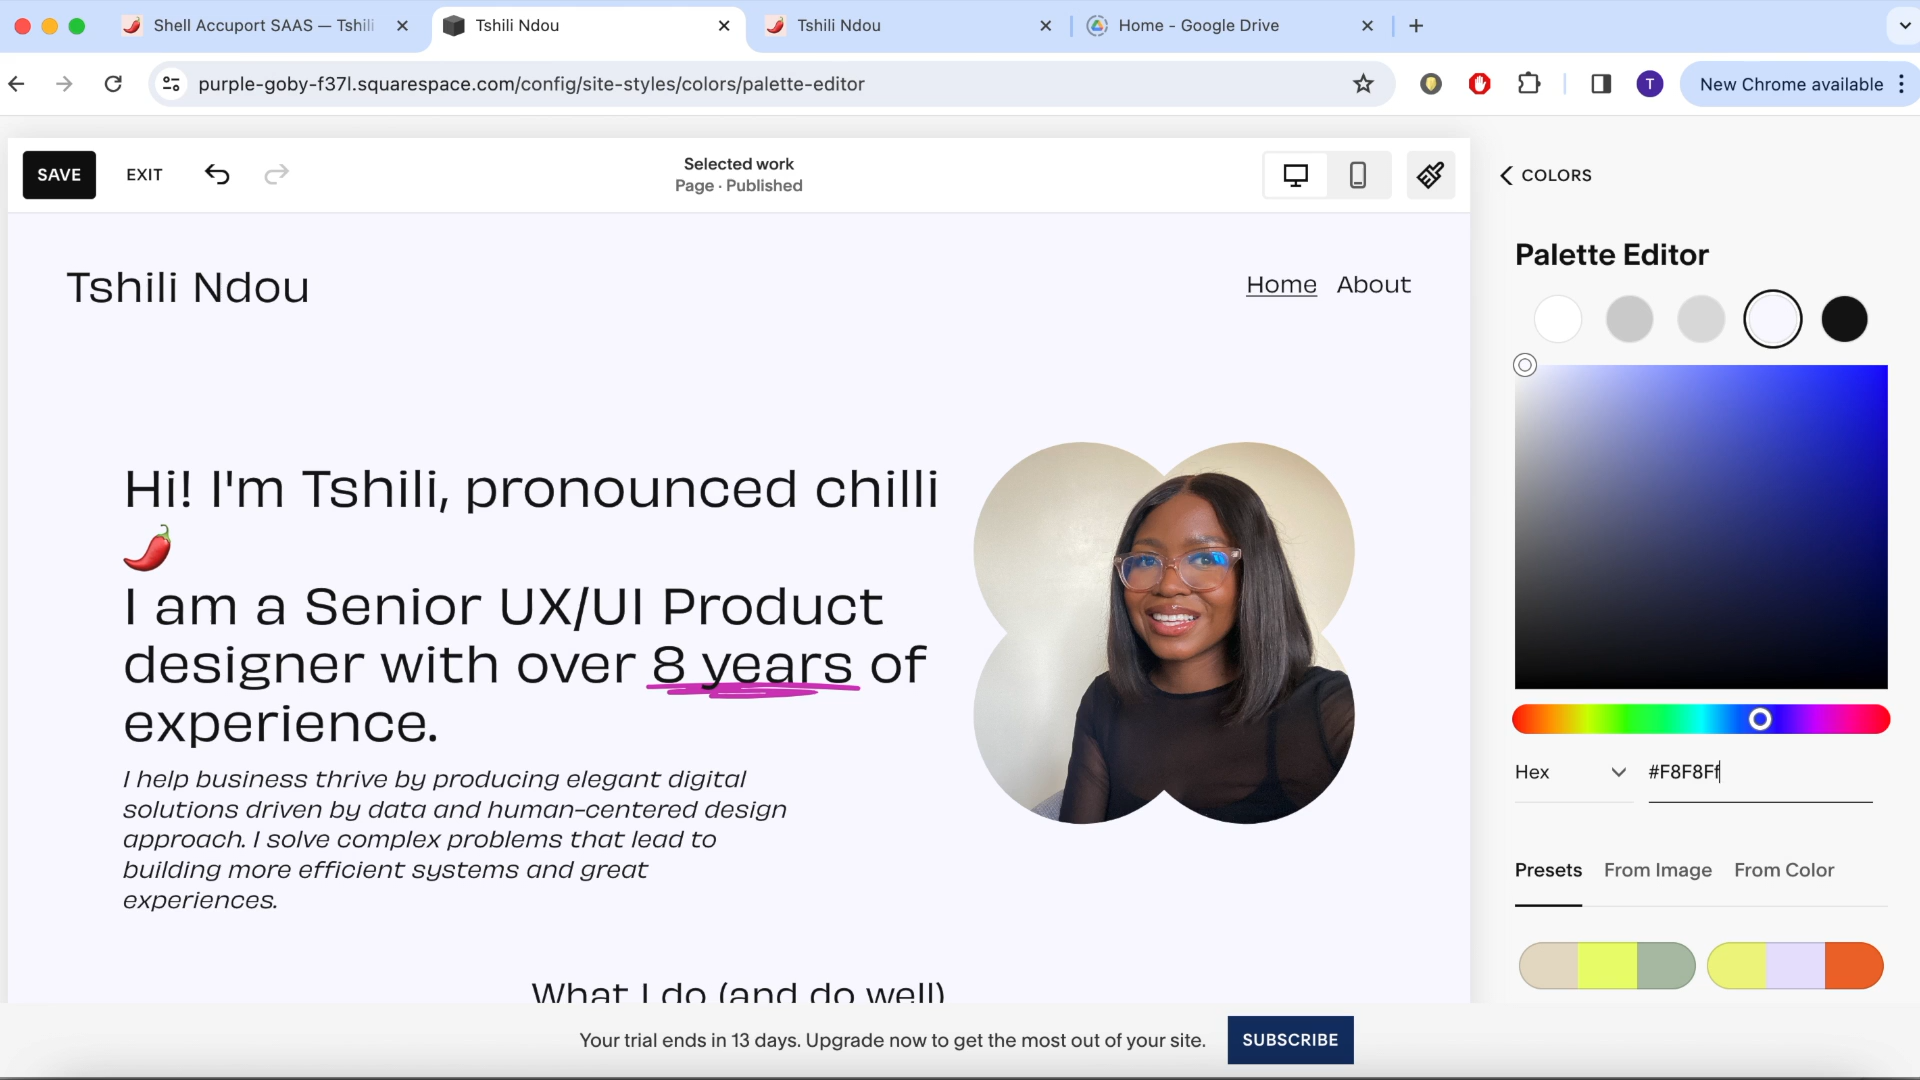 Shell Accuport SAAS — Tshili
Tshili Ndou
Tshili Ndou
Home - Google Drive
purple-goby-f37l.squarespace.com/config/site-styles/colors/palette-editor
T
New Chrome available
SAVE
EXIT
Selected work
Page · Published
COLORS
Palette Editor
Tshili Ndou
Home
About
Hi! I'm Tshili, pronounced chilli
🌶️
I am a Senior UX/UI Product
designer with over 8 years of
experience.
I help business thrive by producing elegant digital
solutions driven by data and human-centered design
approach. I solve complex problems that lead to
building more efficient systems and great
experiences.
What I do (and do well)
Hex
#F8F8Ff
Presets
From Image
From Color
Your trial ends in 13 days. Upgrade now to get the most out of your site.
SUBSCRIBE